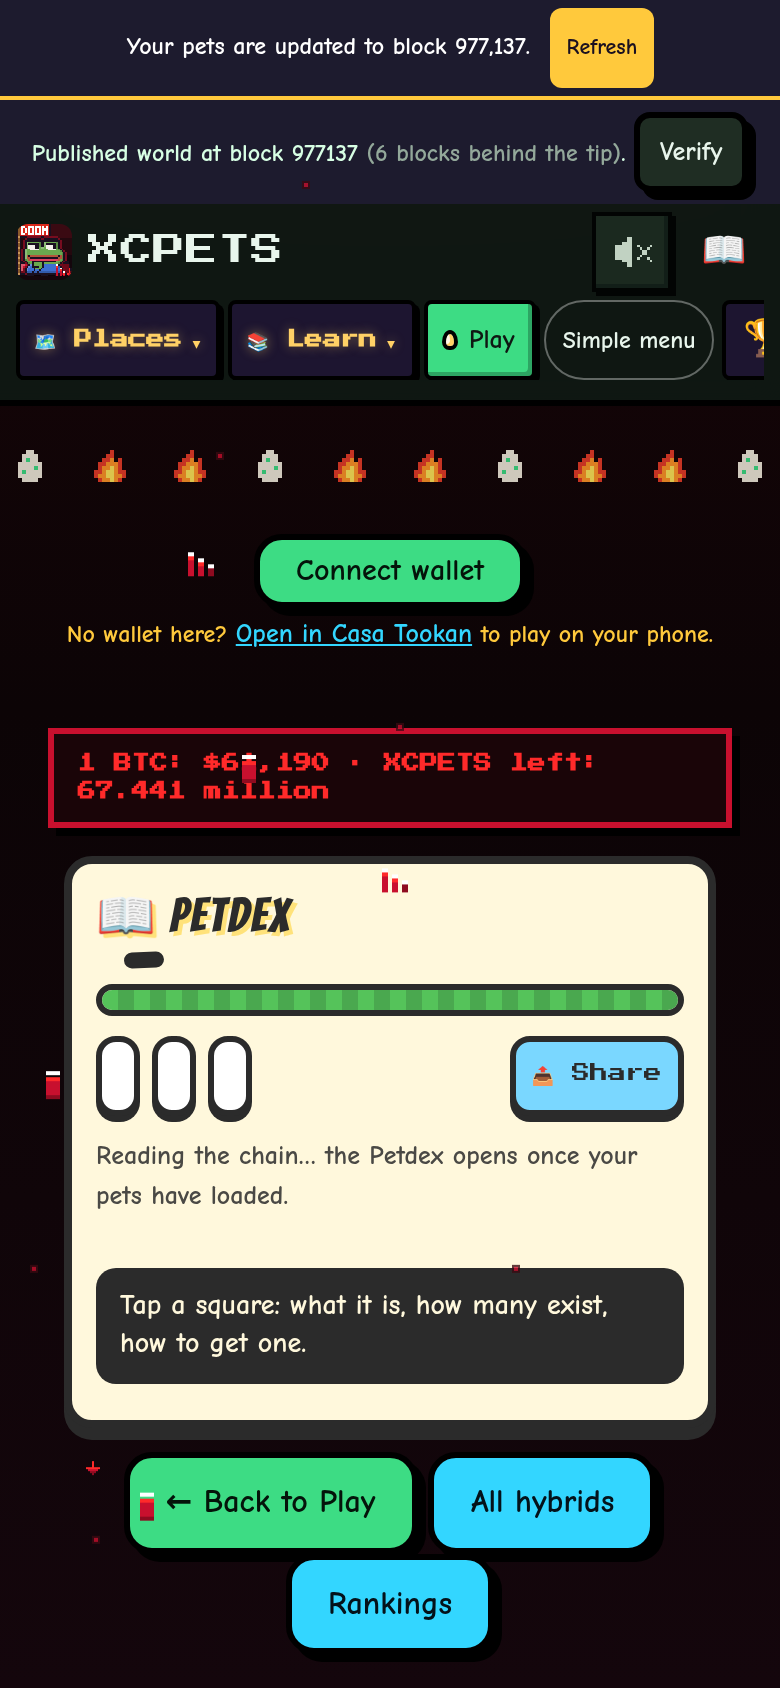 Your pets are updated to block 977,137.
Refresh
Published world at block 977137 (6 blocks behind the tip).
Verify
DOOM
XCPETS
Places ▾
Learn ▾
Play
Simple menu
Connect wallet
No wallet here? Open in Casa Tookan to play on your phone.
1 BTC: ,190 · XCPETS left:
67.441 million
PETDEX
Share
Reading the chain... the Petdex opens once your
pets have loaded.
Tap a square: what it is, how many exist,
how to get one.
← Back to Play
All hybrids
Rankings